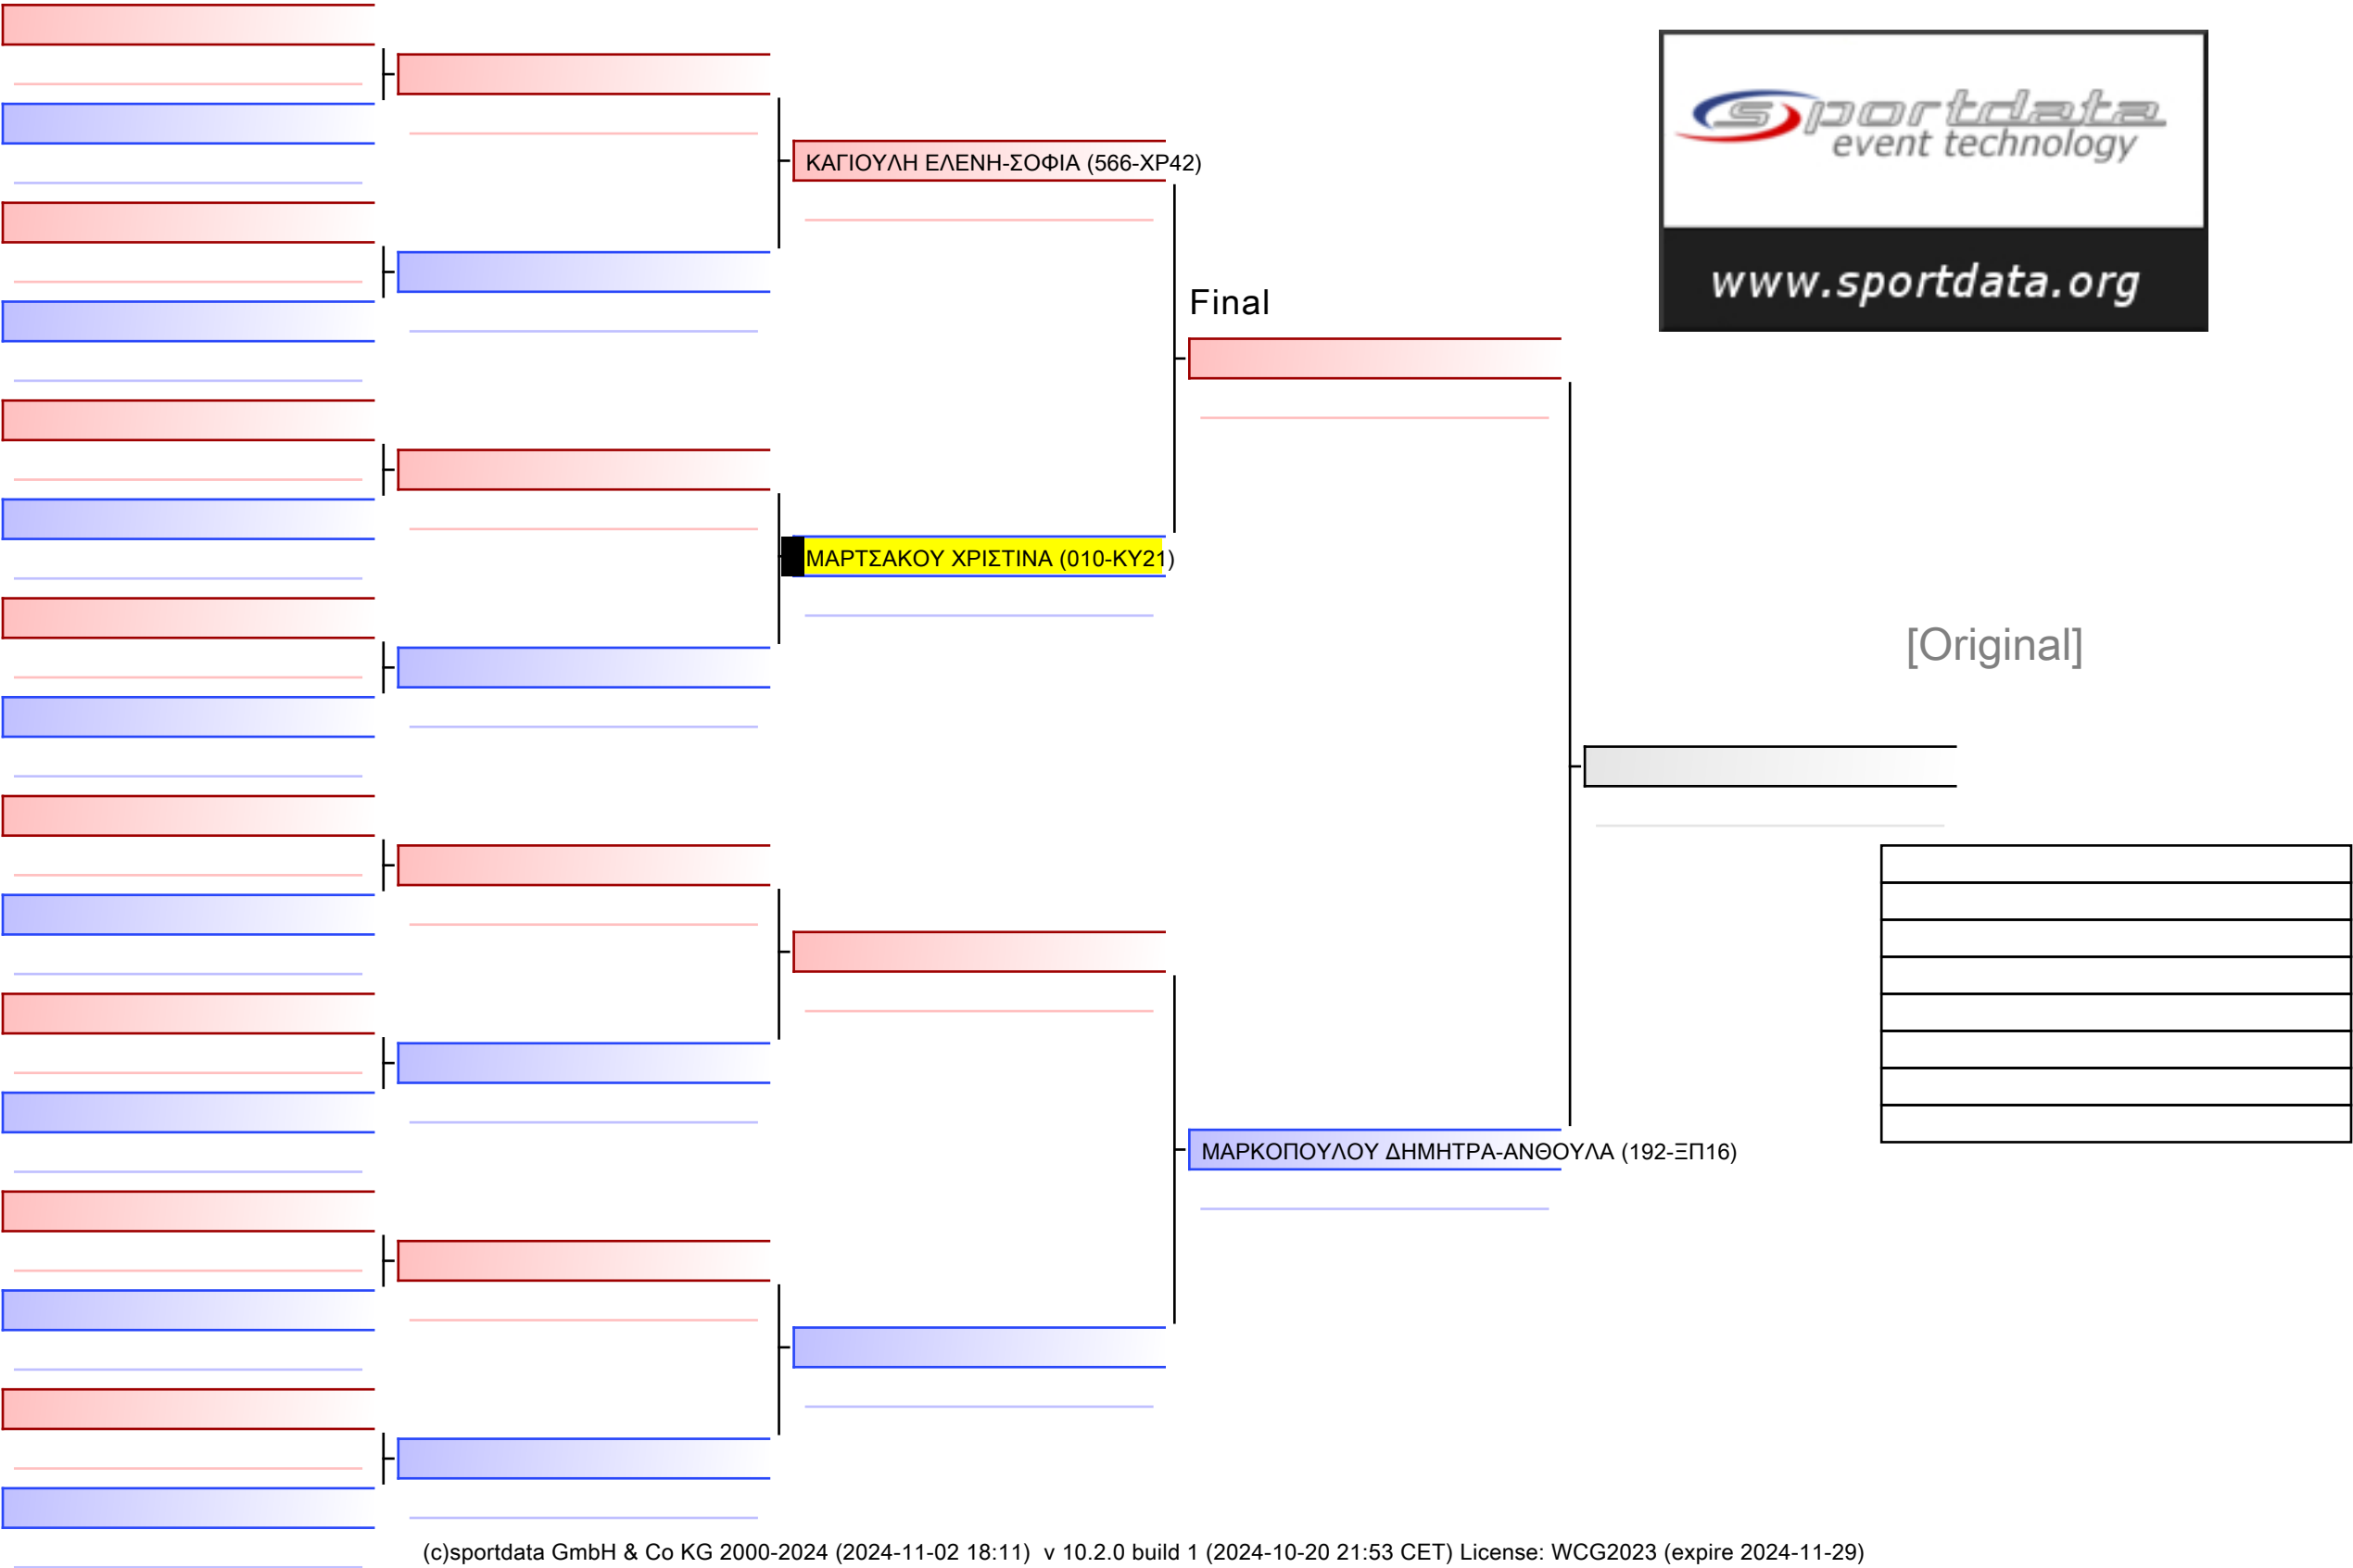 sportdata
event technology
www.sportdata.org
ΚΑΓΙΟΥΛΗ ΕΛΕΝΗ-ΣΟΦΙΑ (566-ΧΡ42)
Final
ΜΑΡΤΣΑΚΟΥ ΧΡΙΣΤΙΝΑ (010-ΚΥ21)
[Original]
ΜΑΡΚΟΠΟΥΛΟΥ ΔΗΜΗΤΡΑ-ΑΝΘΟΥΛΑ (192-ΞΠ16)
(c)sportdata GmbH & Co KG 2000-2024 (2024-11-02 18:11) v 10.2.0 build 1 (2024-10-20 21:53 CET) License: WCG2023 (expire 2024-11-29)